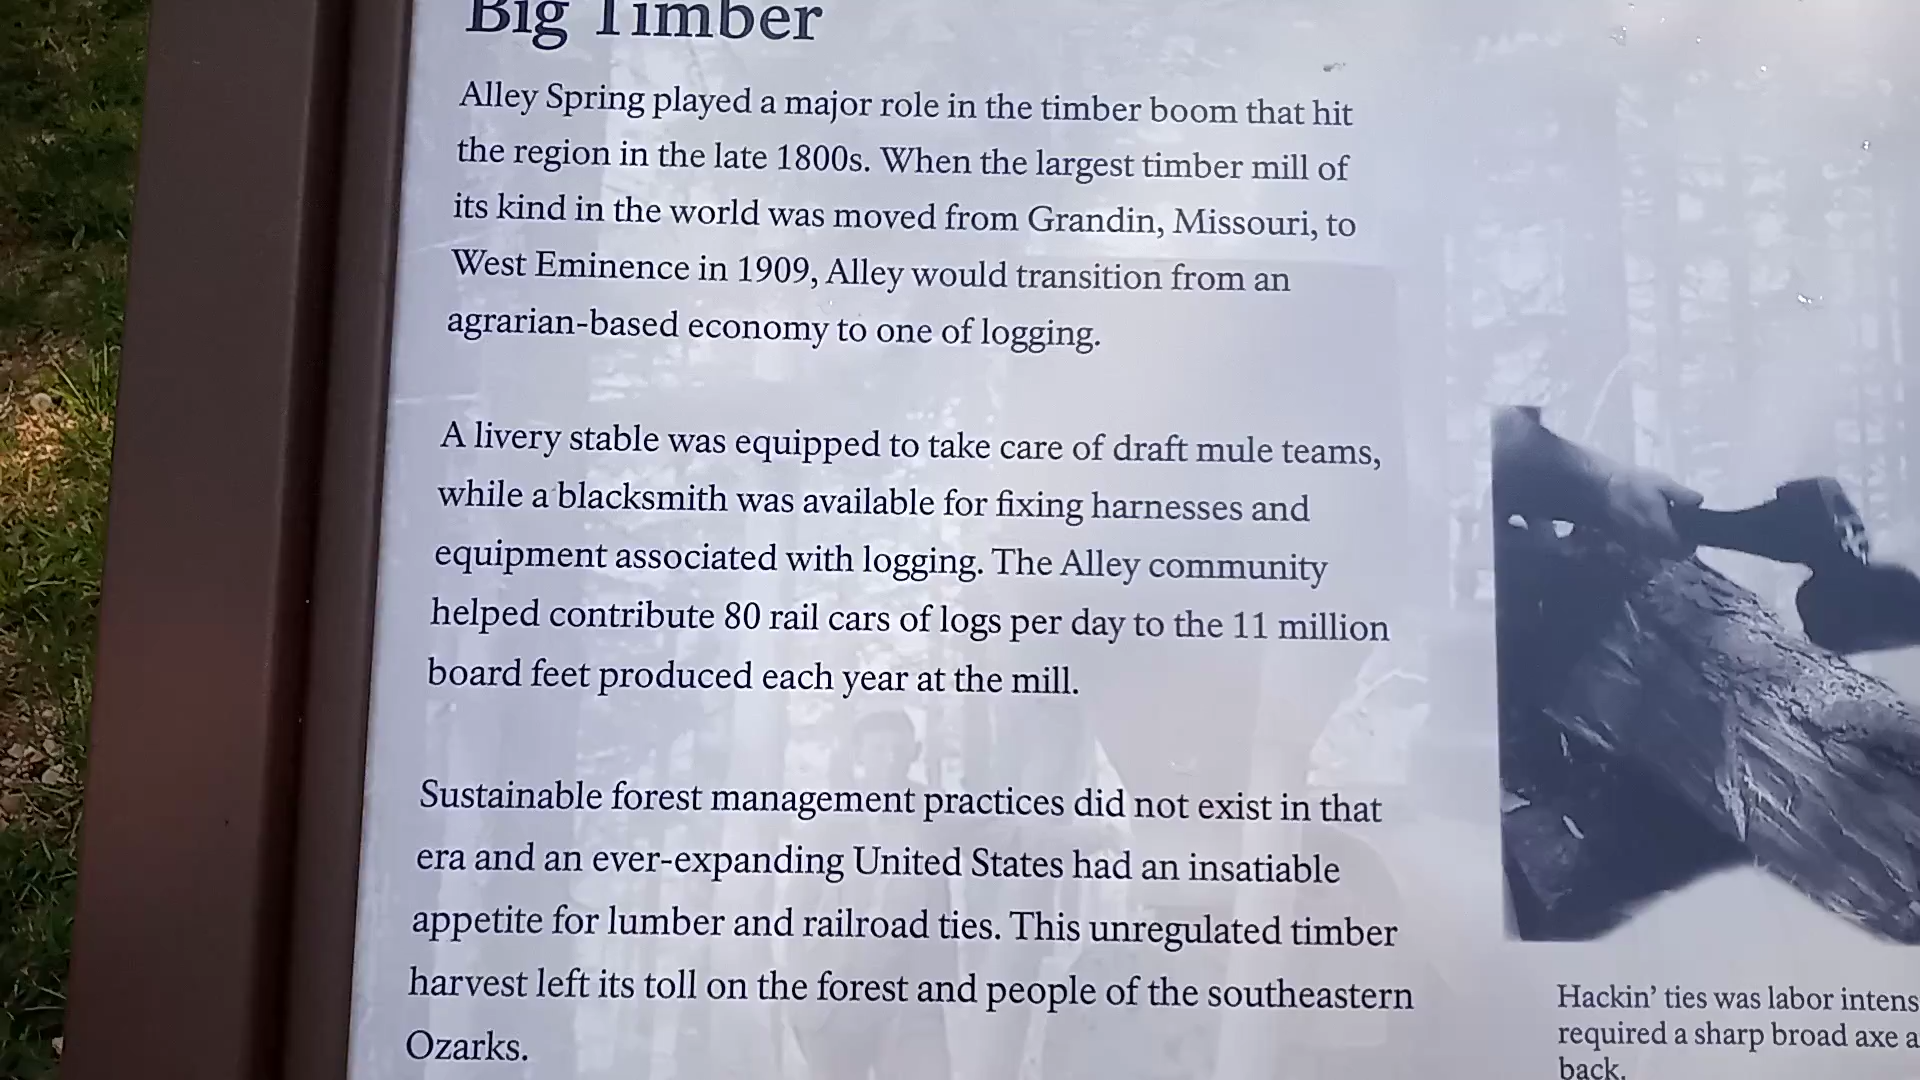 Big Timber
Alley Spring played a major role in the timber boom that hit
the region in the late 1800s. When the largest timber mill of
its kind in the world was moved from Grandin, Missouri, to
West Eminence in 1909, Alley would transition from an
agrarian-based economy to one of logging.
A livery stable was equipped to take care of draft mule teams,
while a blacksmith was available for fixing harnesses and
equipment associated with logging. The Alley community
helped contribute 80 rail cars of logs per day to the 11 million
board feet produced each year at the mill.
Sustainable forest management practices did not exist in that
era and an ever-expanding United States had an insatiable
appetite for lumber and railroad ties. This unregulated timber
harvest left its toll on the forest and people of the southeastern
Ozarks.
Hackin' ties was labor intens
required a sharp broad axe a
back.